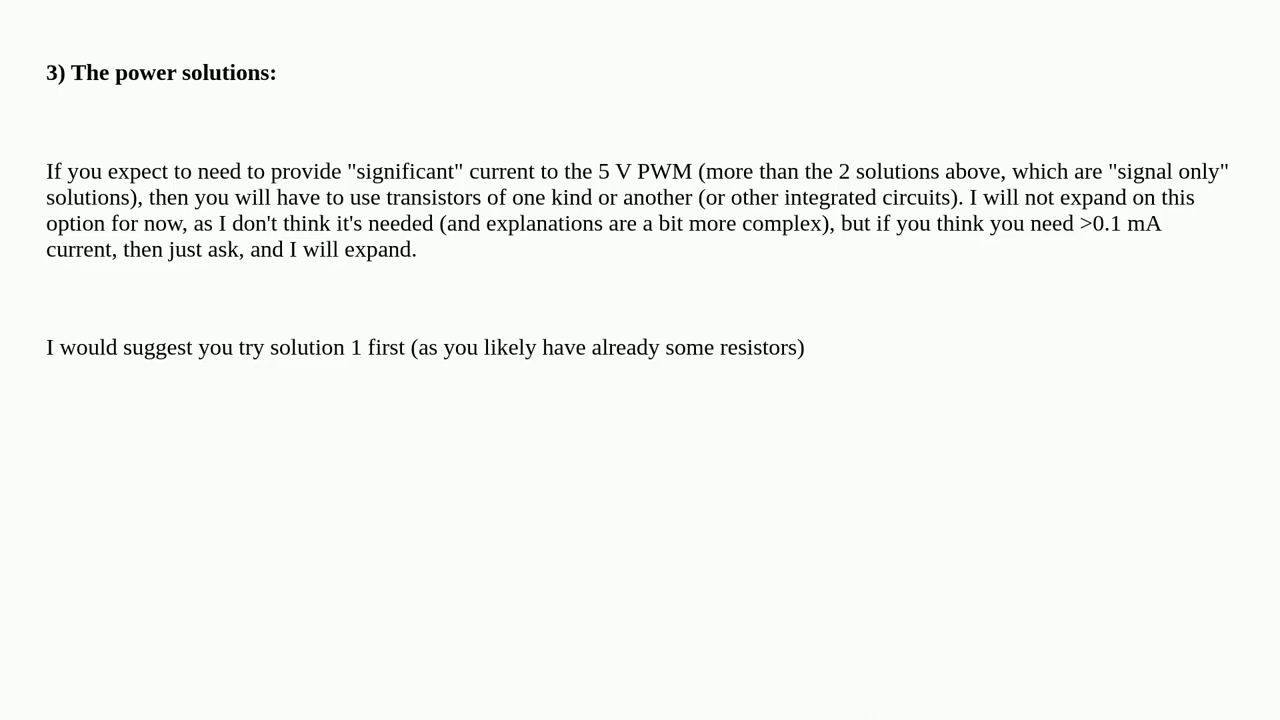 3) The power solutions:
If you expect to need to provide "significant" current to the 5 V PWM (more than the 2 solutions above, which are "signal only"
solutions), then you will have to use transistors of one kind or another (or other integrated circuits). I will not expand on this
option for now, as I don't think it's needed (and explanations are a bit more complex), but if you think you need >0.1 mA
current, then just ask, and I will expand.
I would suggest you try solution 1 first (as you likely have already some resistors)